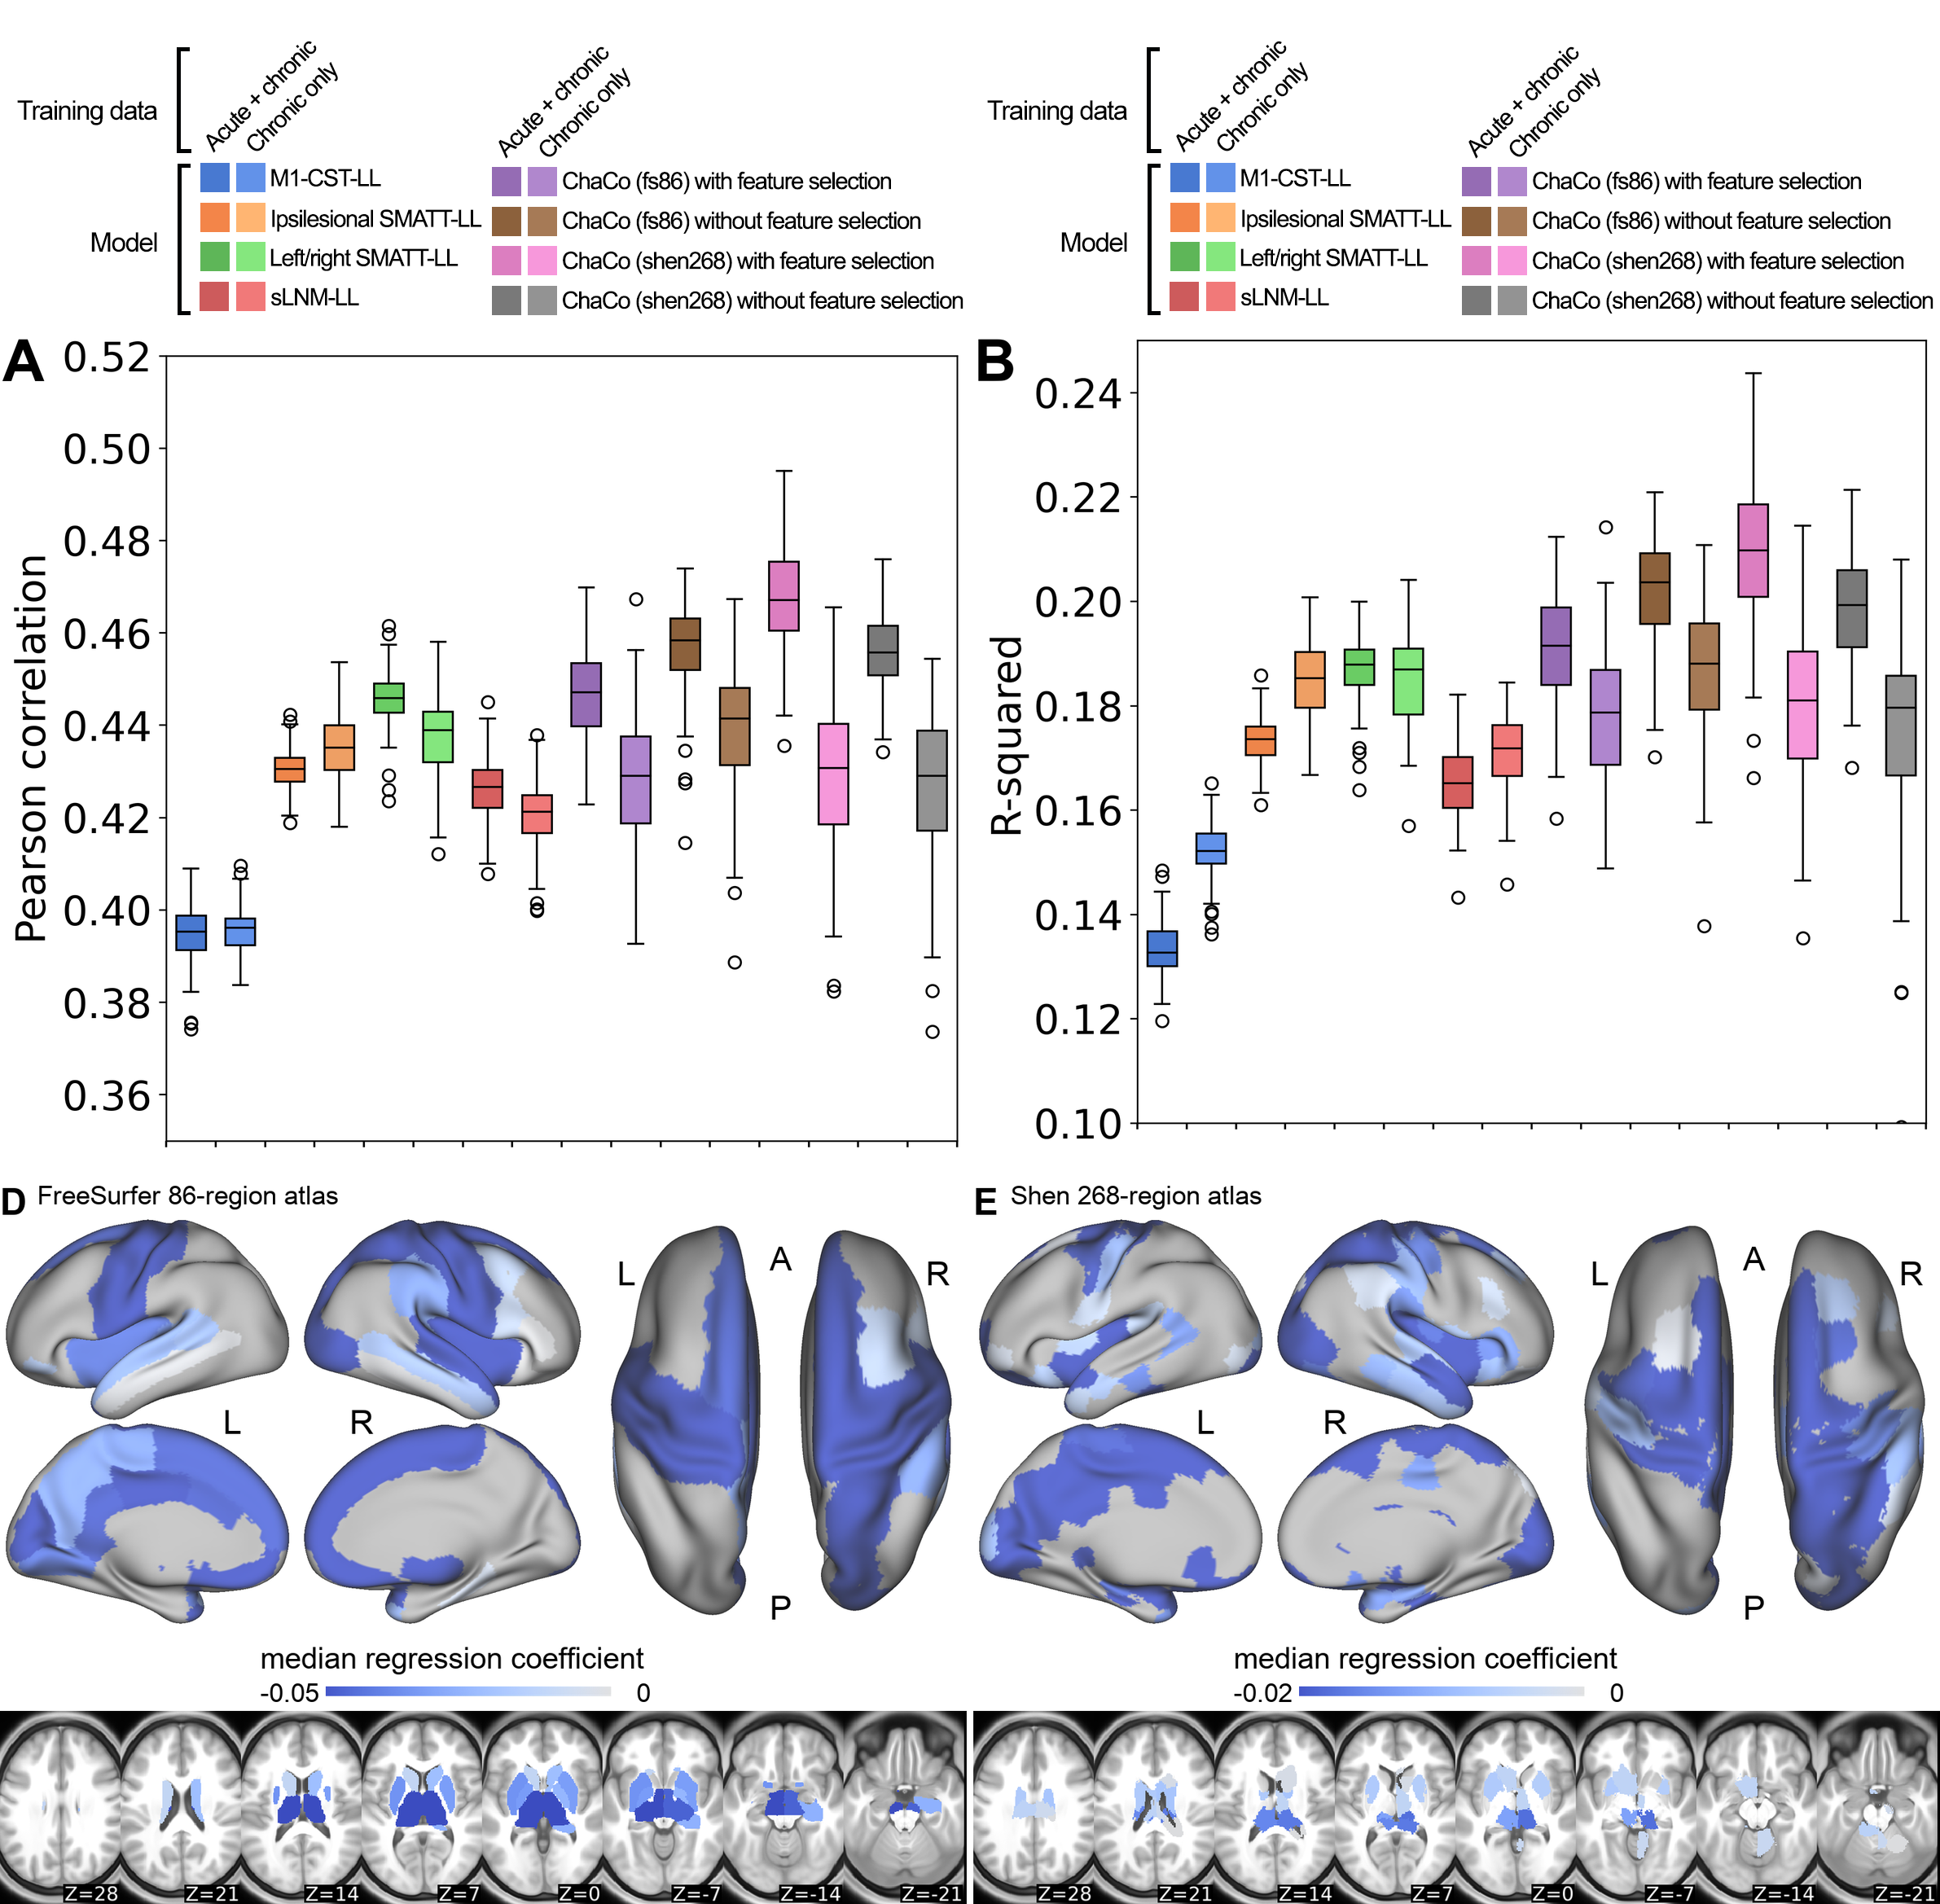 Training data
Acute + chronic
Chronic only
Acute + chronic
Chronic only
Model
M1-CST-LL
Ipsilesional SMATT-LL
Left/right SMATT-LL
sLNM-LL
ChaCo (fs86) with feature selection
ChaCo (fs86) without feature selection
ChaCo (shen268) with feature selection
ChaCo (shen268) without feature selection
Training data
Acute + chronic
Chronic only
Acute + chronic
Chronic only
Model
M1-CST-LL
Ipsilesional SMATT-LL
Left/right SMATT-LL
sLNM-LL
ChaCo (fs86) with feature selection
ChaCo (fs86) without feature selection
ChaCo (shen268) with feature selection
ChaCo (shen268) without feature selection
A
Pearson correlation
0.52
0.50
0.48
0.46
0.44
0.42
0.40
0.38
0.36
B
R-squared
0.24
0.22
0.20
0.18
0.16
0.14
0.12
0.10
D FreeSurfer 86-region atlas
L A R
L R
P
median regression coefficient
-0.05 0
Z=28 Z=21 Z=14 Z=7 Z=0 Z=-7 Z=-14 Z=-21
E Shen 268-region atlas
L A R
L R
P
median regression coefficient
-0.02 0
Z=28 Z=21 Z=14 Z=7 Z=0 Z=-7 Z=-14 Z=-21